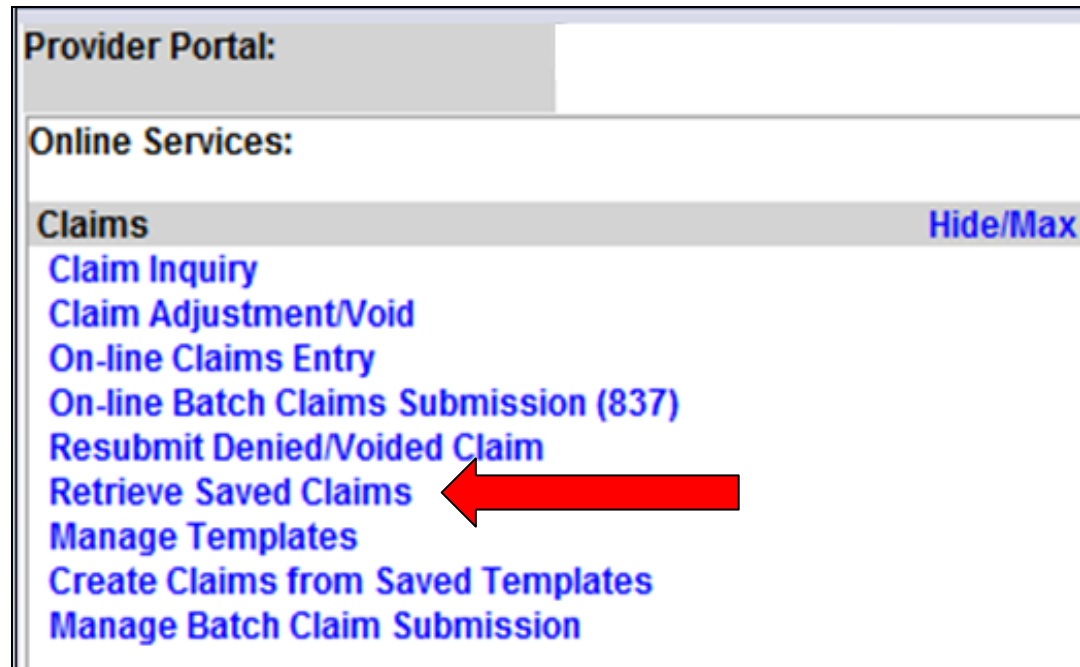 Provider Portal:
Online Services:
Claims Hide/Max
Claim Inquiry
Claim Adjustment/Void
On-line Claims Entry
On-line Batch Claims Submission (837)
Resubmit Denied/Voided Claim
Retrieve Saved Claims
Manage Templates
Create Claims from Saved Templates
Manage Batch Claim Submission